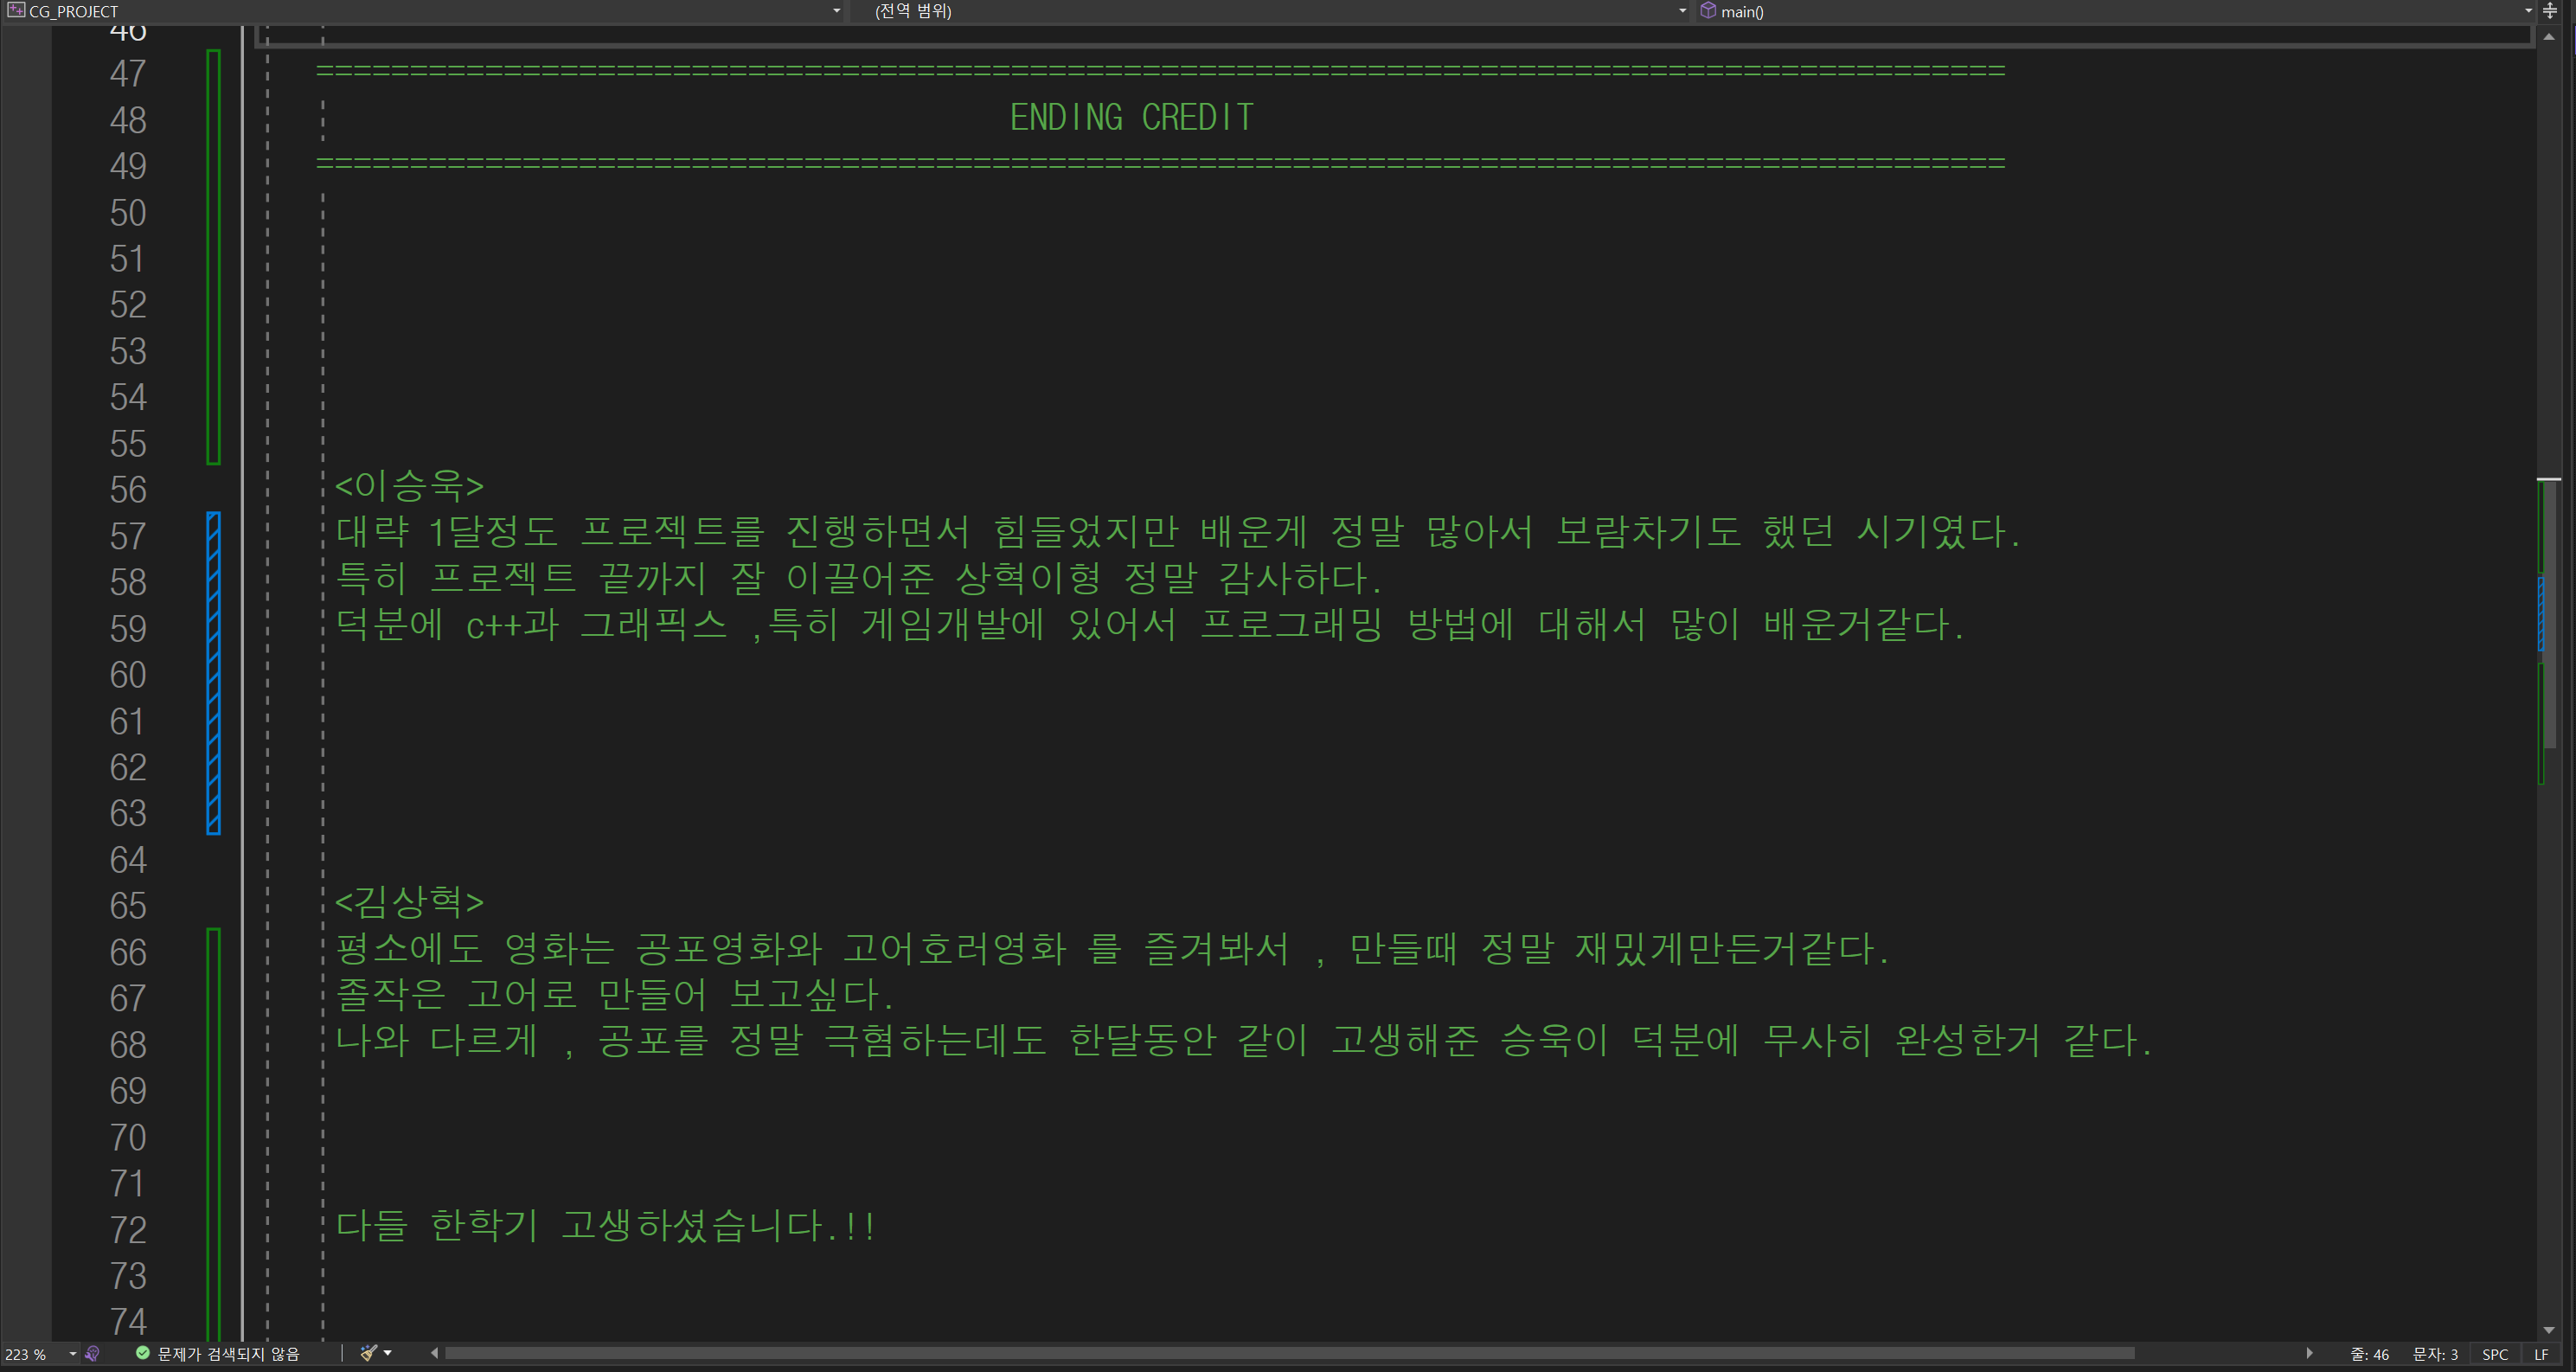 CG_PROJECT (전역 범위) main()
46
47 ==========================================================================================
48 ENDING CREDIT
49 ==========================================================================================
50
51
52
53
54
55
56 <이승욱>
57 대략 1달정도 프로젝트를 진행하면서 힘들었지만 배운게 정말 많아서 보람차기도 했던 시기였다.
58 특히 프로젝트 끝까지 잘 이끌어준 상혁이형 정말 감사하다.
59 덕분에 c++과 그래픽스 ,특히 게임개발에 있어서 프로그래밍 방법에 대해서 많이 배운거같다.
60
61
62
63
64
65 <김상혁>
66 평소에도 영화는 공포영화와 고어호러영화 를 즐겨봐서 , 만들때 정말 재밌게만든거같다.
67 졸작은 고어로 만들어 보고싶다.
68 나와 다르게 , 공포를 정말 극혐하는데도 한달동안 같이 고생해준 승욱이 덕분에 무사히 완성한거 같다.
69
70
71
72 다들 한학기 고생하셨습니다.!!
73
74
223 % 문제가 검색되지 않음 줄: 46 문자: 3 SPC LF